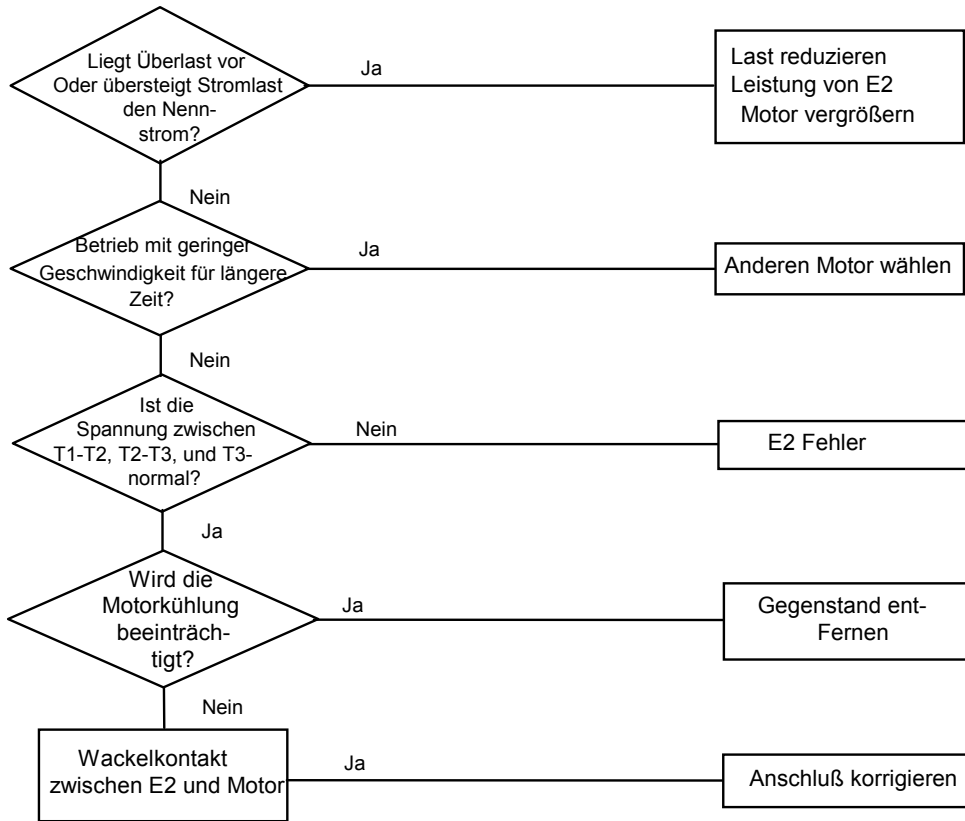 Liegt Überlast vor
Oder übersteigt Stromlast
den Nenn-
strom?
Ja
Last reduzieren
Leistung von E2
Motor vergrößern
Nein
Betrieb mit geringer
Geschwindigkeit für längere
Zeit?
Ja
Anderen Motor wählen
Nein
Ist die
Spannung zwischen
T1-T2, T2-T3, und T3-
normal?
Nein
E2 Fehler
Ja
Wird die
Motorkühlung
beeinträch-
tigt?
Ja
Gegenstand ent-
Fernen
Nein
Wackelkontakt
zwischen E2 und Motor
Ja
Anschluß korrigieren